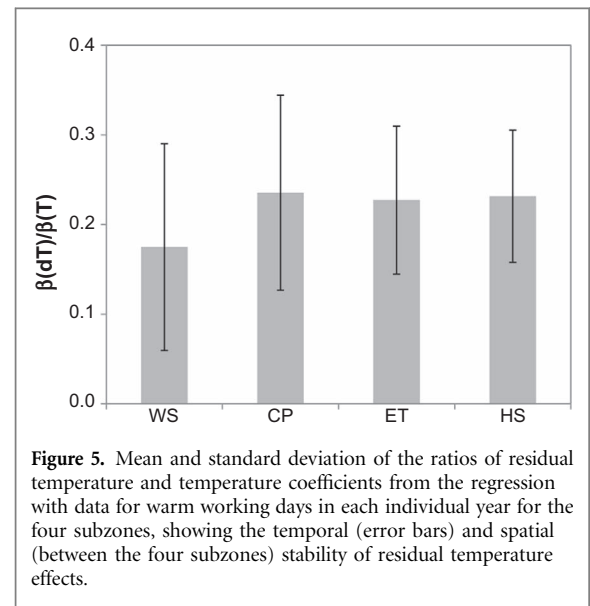 0.4
0.3
0.2
0.1
0.0
β(dT)/β(T)
WS CP ET HS
Figure 5. Mean and standard deviation of the ratios of residual
temperature and temperature coefficients from the regression
with data for warm working days in each individual year for the
four subzones, showing the temporal (error bars) and spatial
(between the four subzones) stability of residual temperature
effects.